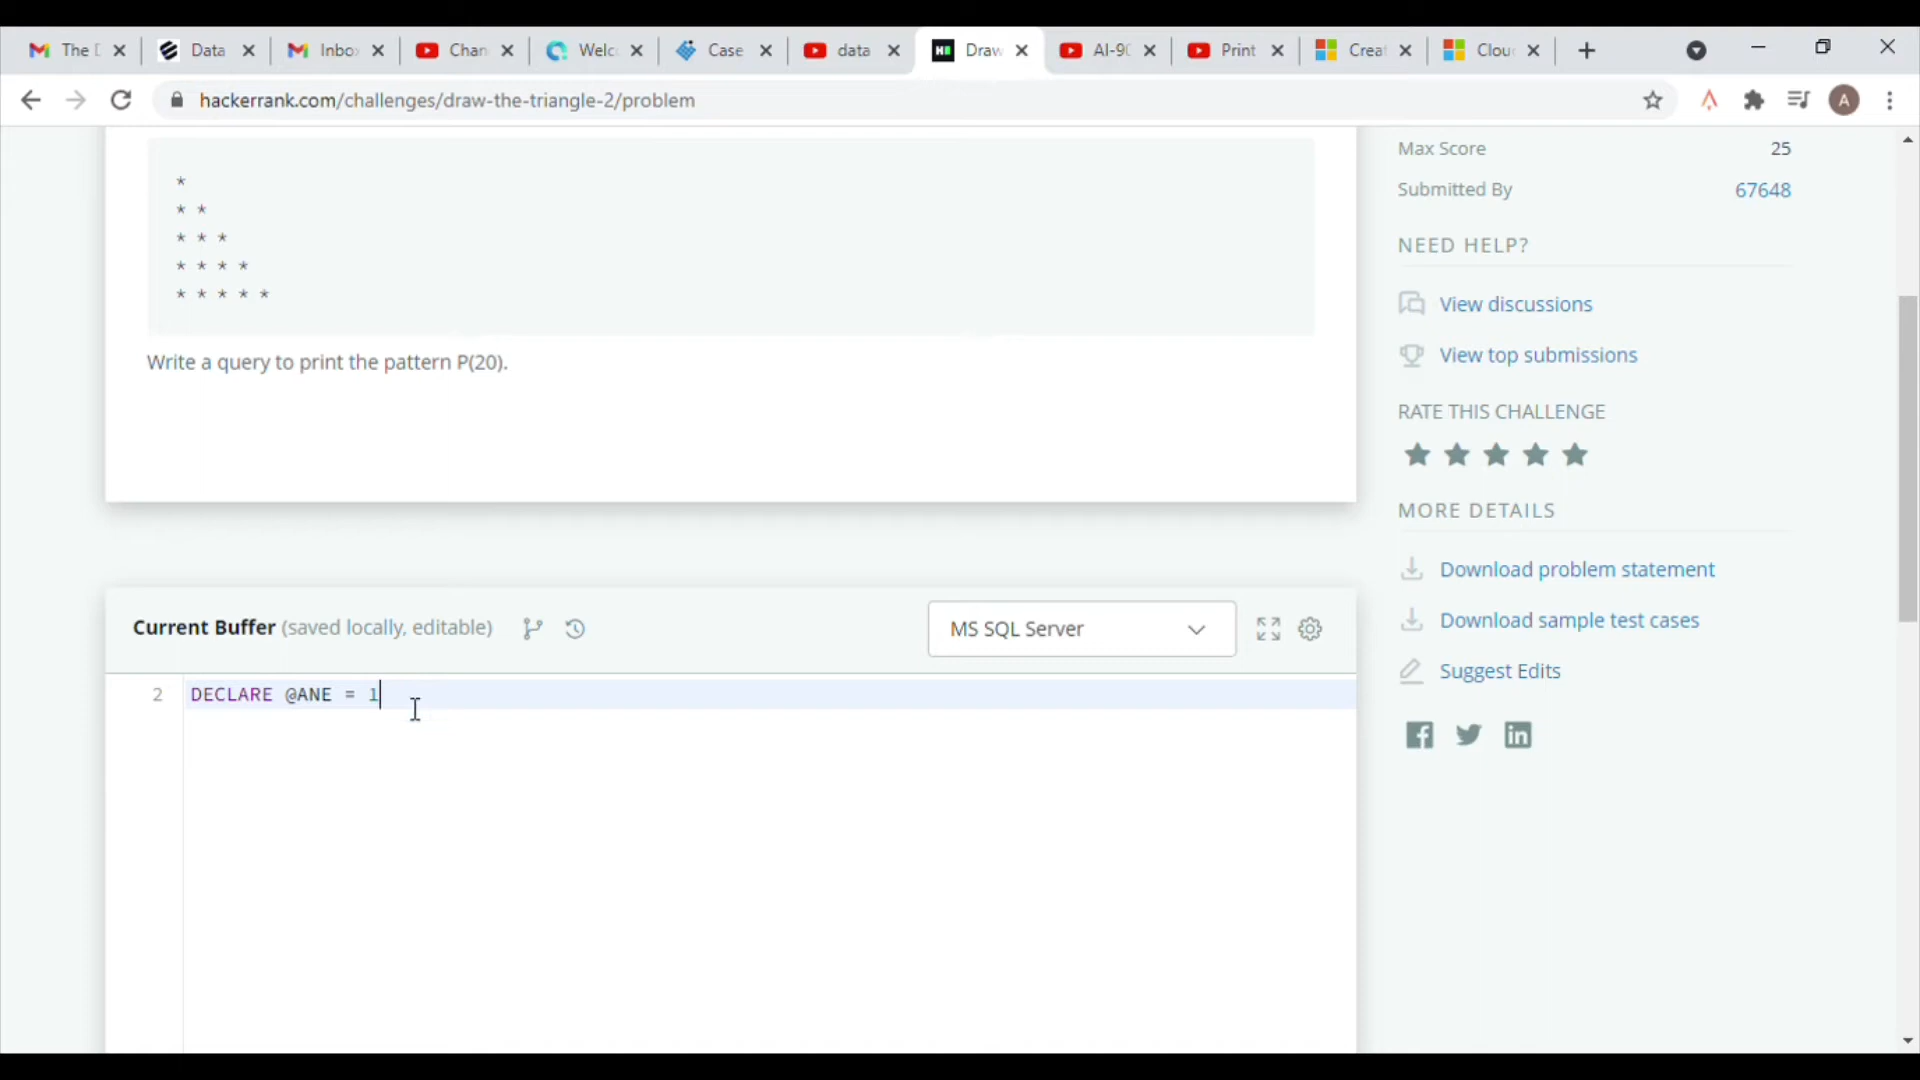 The D
Data
Inbo
Chan
Welc
Case
data
Draw
AI-90
Print
Creat
Clou
hackerrank.com/challenges/draw-the-triangle-2/problem
A
*
* *
* * *
* * * *
* * * * *
Write a query to print the pattern P(20).
Max Score 25
Submitted By 67648
NEED HELP?
View discussions
View top submissions
RATE THIS CHALLENGE
MORE DETAILS
Download problem statement
Download sample test cases
Suggest Edits
Current Buffer (saved locally, editable)
MS SQL Server
2 DECLARE @ANE = 1